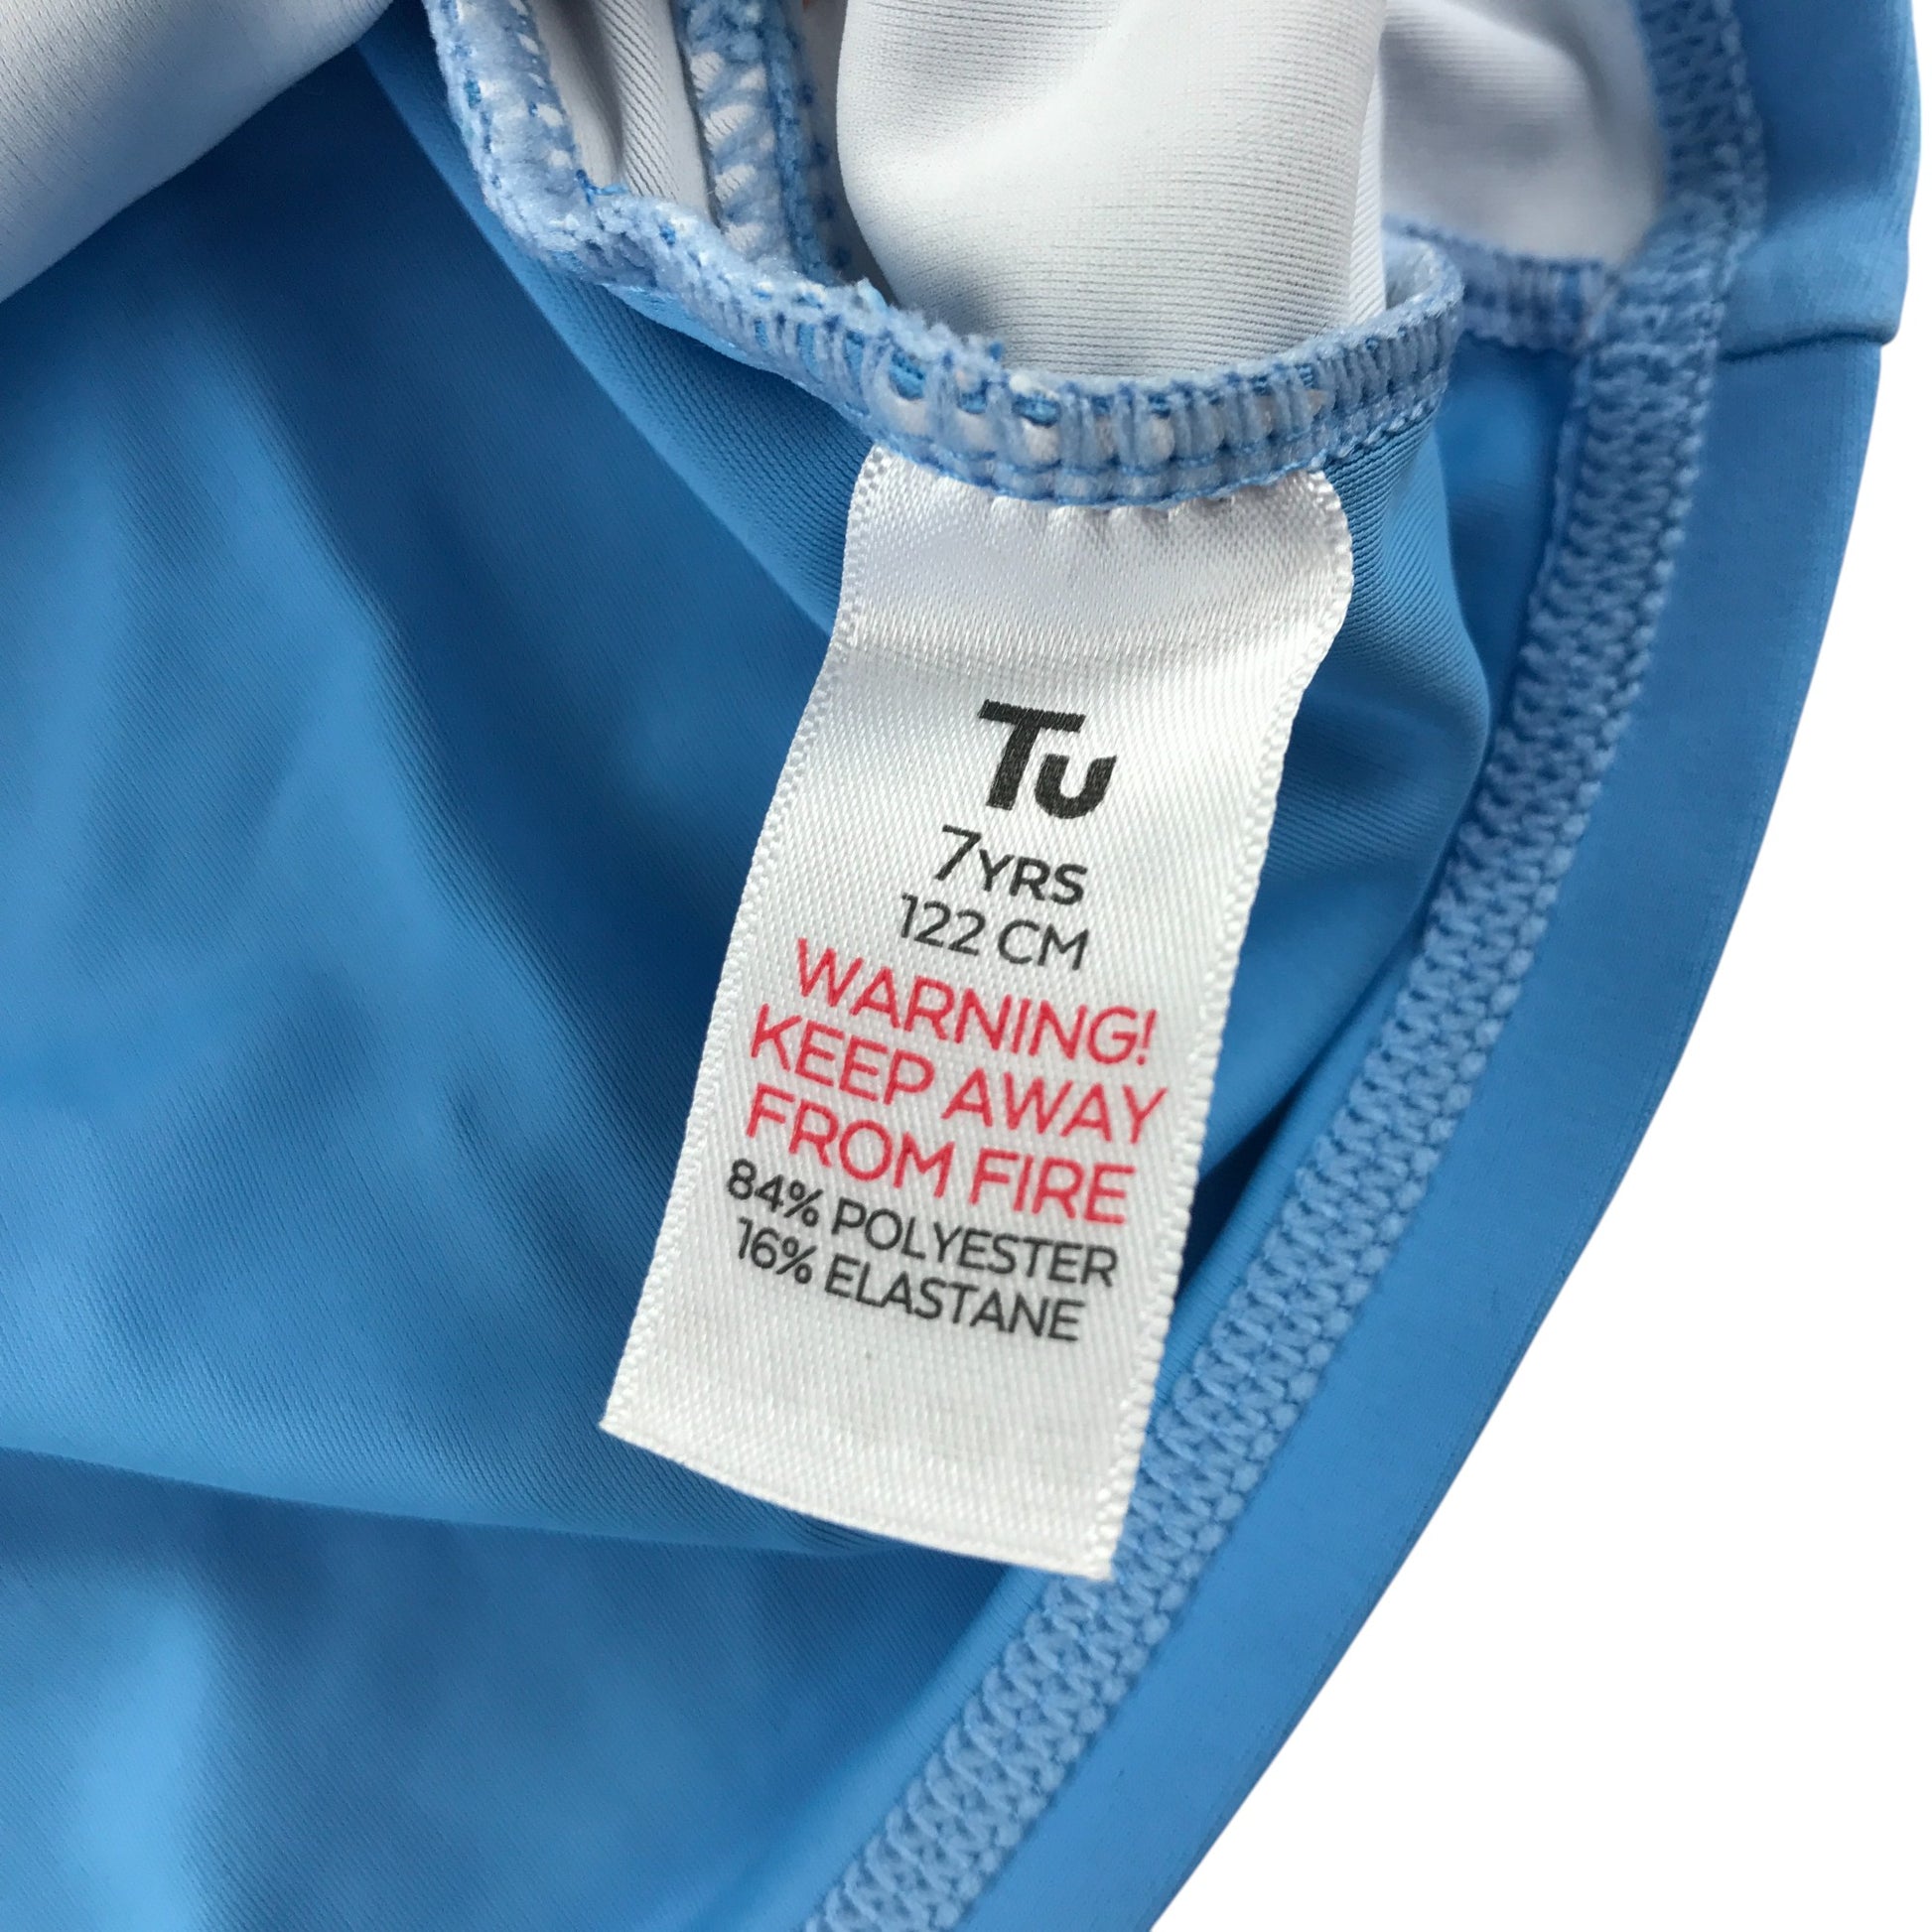 Tu
7YRS
122 CM
WARNING!
KEEP AWAY
FROM FIRE
84% POLYESTER
16% ELASTANE